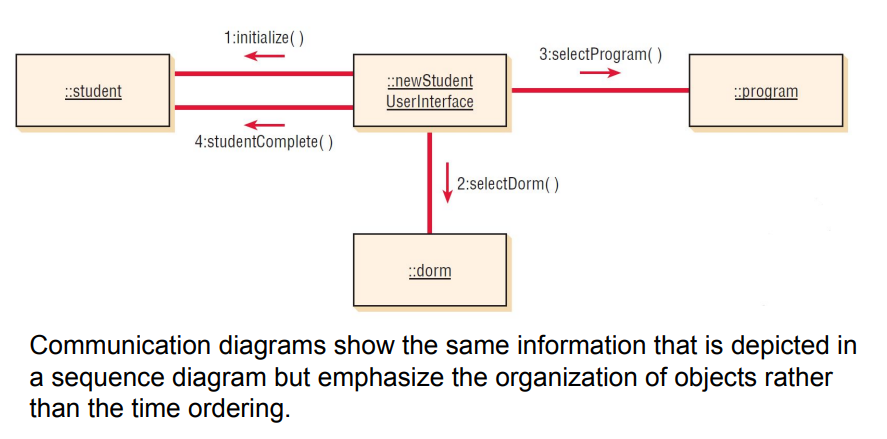 1:initialize( )
3:selectProgram( )
::student
::newStudent
UserInterface
::program
4:studentComplete( )
2:selectDorm( )
::dorm
Communication diagrams show the same information that is depicted in
a sequence diagram but emphasize the organization of objects rather
than the time ordering.